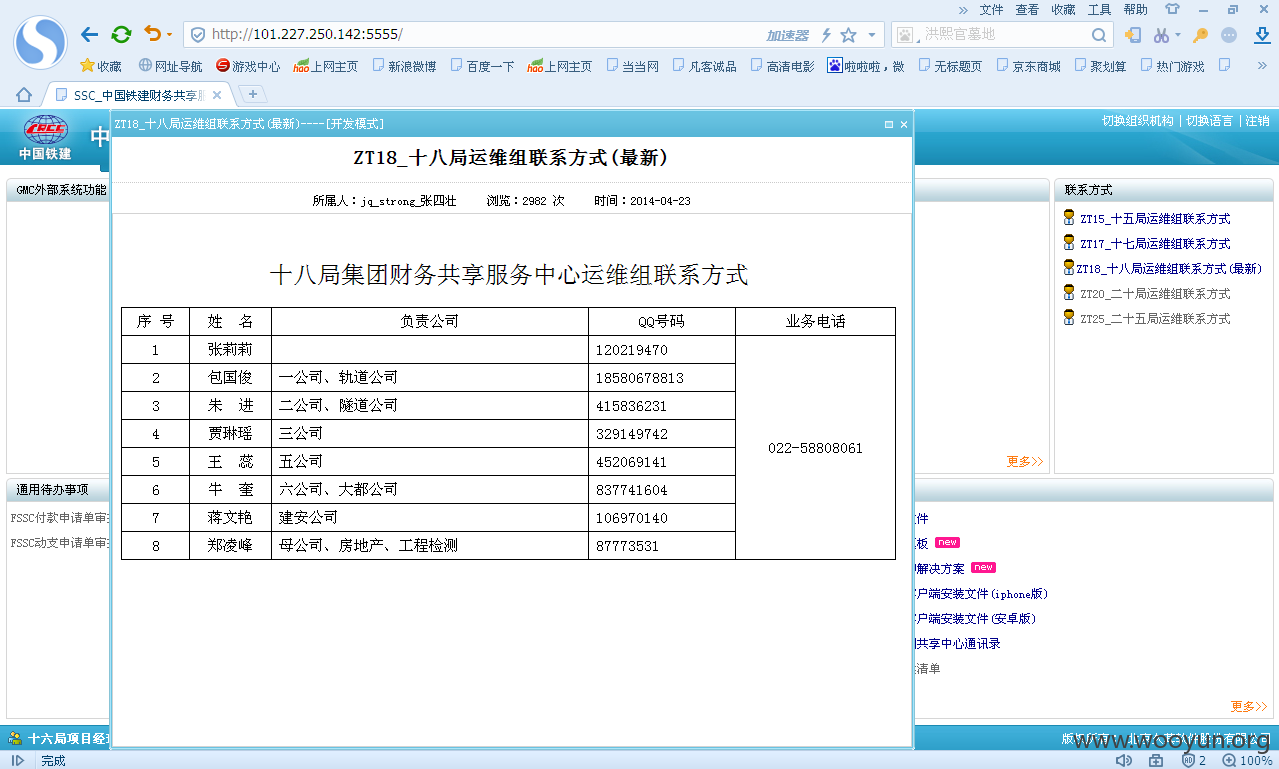 » 文件 查看 收藏 工具 帮助
http://101.227.250.142:5555/ 加速器 洪熙官墓地
收藏 网址导航 游戏中心 hao上网主页 新浪微博 百度一下 hao上网主页 当当网 凡客诚品 高清电影 啦啦啦，微 无标题页 京东商城 聚划算 热门游戏 »
SSC_中国铁建财务共享
中国铁建 中
切换组织机构 | 切换语言 | 注销
ZT18_十八局运维组联系方式(最新)----[开发模式]
ZT18_十八局运维组联系方式(最新)
所属人：jq_strong_张四壮 浏览：2982 次 时间：2014-04-23
十八局集团财务共享服务中心运维组联系方式
序 号 姓 名 负责公司 QQ号码 业务电话
1 张莉莉 120219470
2 包国俊 一公司、轨道公司 18580678813
3 朱 进 二公司、隧道公司 415836231
4 贾琳瑶 三公司 329149742
022-58808061
5 王 蕊 五公司 452069141
6 牛 奎 六公司、大都公司 837741604
7 蒋文艳 建安公司 106970140
8 郑凌峰 母公司、房地产、工程检测 87773531
GMC外部系统功能
更多>>
联系方式
ZT15_十五局运维组联系方式
ZT17_十七局运维组联系方式
ZT18_十八局运维组联系方式(最新)
ZT20_二十局运维组联系方式
ZT25_二十五局运维组联系方式
通用待办事项
FSSC付款申请单审
FSSC动支申请单审
件
板 new
解决方案 new
户端安装文件(iphone版)
户端安装文件(安卓版)
共享中心通讯录
清单
更多>>
十六局项目经
www.wooyun.org
完成 2 100%